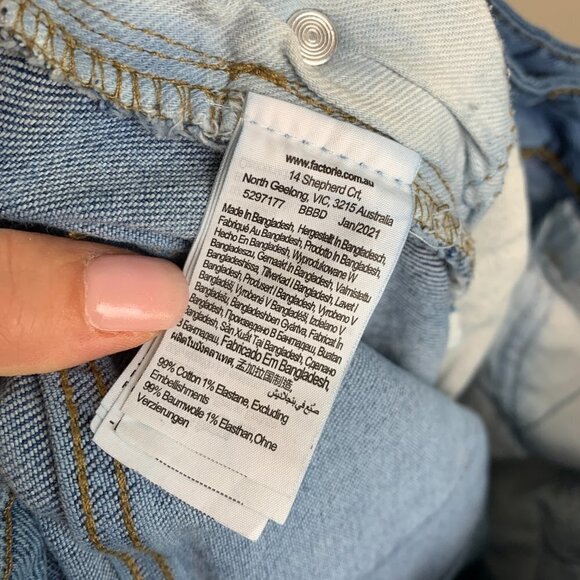 www.factorie.com.au
14 Shepherd Crt,
North Geelong, VIC, 3215 Australia
5297177 BBBD Jan/2021
Made In Bangladesh, Hergestellt In Bangladesch,
Fabriqué Au Bangladesh, Prodotto In Bangladesh,
Hecho En Bangladesh, Wyprodukowane W
Bangladeszu, Gemaakt In Bangladesh, Valmistattu
Bangladeshissa, Tillverkad I Bangladesh, Lavet I
Bangladesh, Produsert I Bangladesh, Vyrobeno V
Bangladéši, Vyrobené V Bangladéši, Izdelano V
Bangladešu, Bangladeshben Gyártva, Fabricat In
Bangladesh, Произведено В Бангладеш, Buatan
Bangladesh, Sản Xuất Tại Bangladesh, Сделано
В Бангладеш, Fabricado Em Bangladesh,
ผลิตในบังคลาเทศ, 孟加拉国制造,
صنع في بنجلاديش
99% Cotton 1% Elastane, Excluding
Embellishments
99% Baumwolle 1% Elasthan, Ohne
Verzierungen